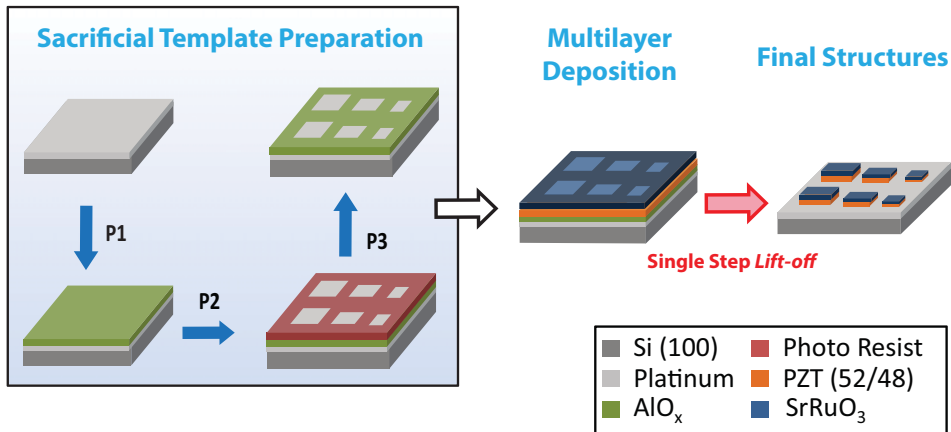 Sacrificial Template Preparation
Multilayer
Deposition
Final Structures
P1
P2
P3
Single Step Lift-off
Si (100)
Photo Resist
Platinum
PZT (52/48)
AlOₓ
SrRuO₃